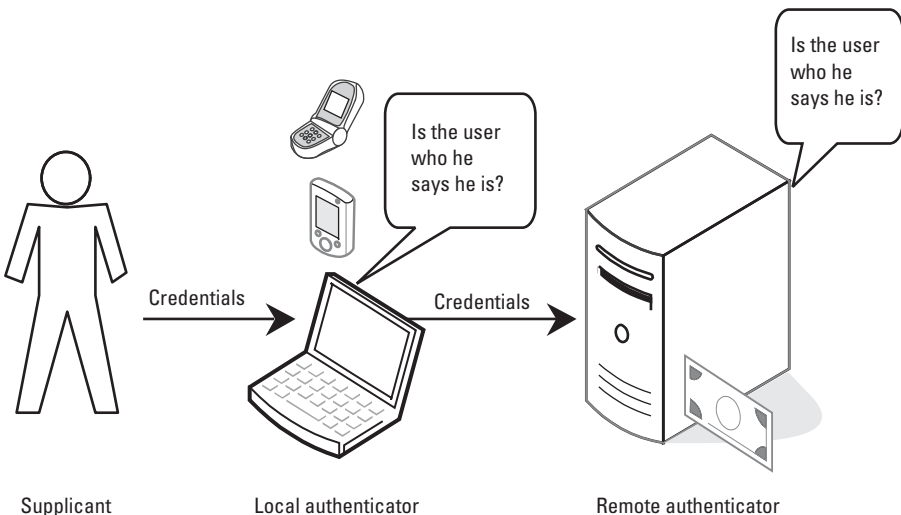 Is the user
who he
says he is?
Is the user
who he
says he is?
Credentials
Credentials
Supplicant
Local authenticator
Remote authenticator